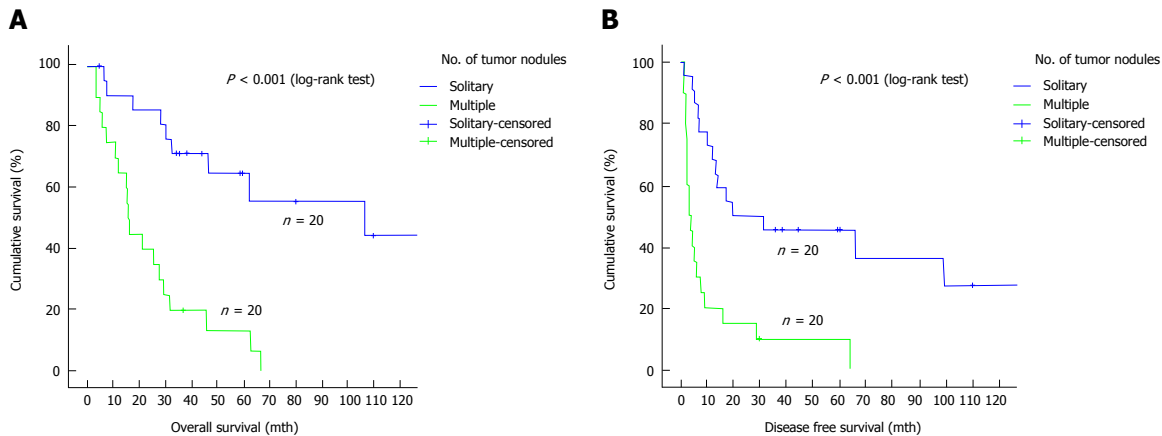 A
No. of tumor nodules
P < 0.001 (log-rank test)
Solitary
Multiple
Solitary-censored
Multiple-censored
Cumulative survival (%)
100
80
60
40
20
0
n = 20
n = 20
0 10 20 30 40 50 60 70 80 90 100 110 120
Overall survival (mth)
B
No. of tumor nodules
P < 0.001 (log-rank test)
Solitary
Multiple
Solitary-censored
Multiple-censored
Cumulative survival (%)
100
80
60
40
20
0
n = 20
n = 20
0 10 20 30 40 50 60 70 80 90 100 110 120
Disease free survival (mth)